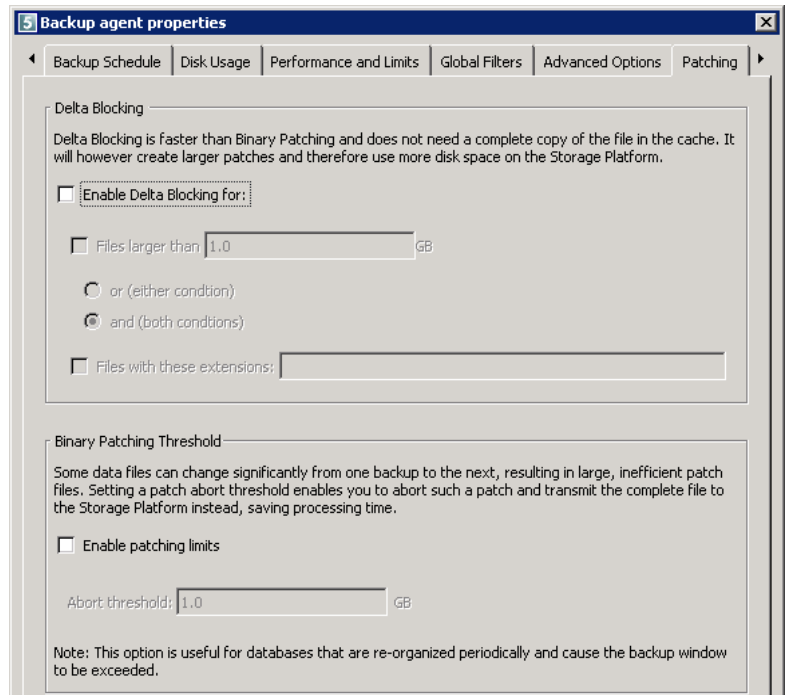 5 Backup agent properties
Backup Schedule Disk Usage Performance and Limits Global Filters Advanced Options Patching
Delta Blocking
Delta Blocking is faster than Binary Patching and does not need a complete copy of the file in the cache. It
will however create larger patches and therefore use more disk space on the Storage Platform.
Enable Delta Blocking for:
Files larger than 1.0 GB
or (either condtion)
and (both condtions)
Files with these extensions:
Binary Patching Threshold
Some data files can change significantly from one backup to the next, resulting in large, inefficient patch
files. Setting a patch abort threshold enables you to abort such a patch and transmit the complete file to
the Storage Platform instead, saving processing time.
Enable patching limits
Abort threshold: 1.0 GB
Note: This option is useful for databases that are re-organized periodically and cause the backup window
to be exceeded.